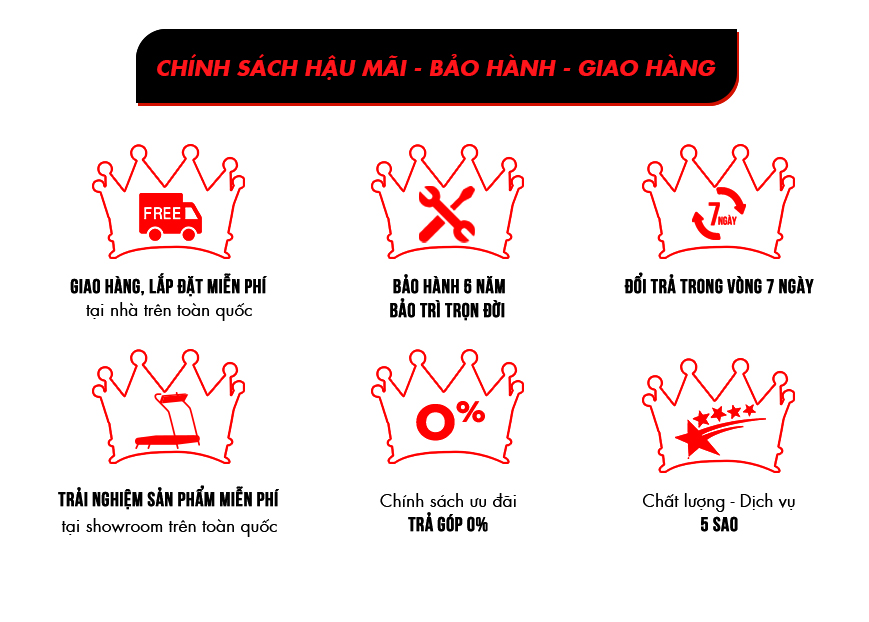 CHÍNH SÁCH HẬU MÃI - BẢO HÀNH - GIAO HÀNG
FREE
7 NGÀY
GIAO HÀNG, LẮP ĐẶT MIỄN PHÍ
tại nhà trên toàn quốc
BẢO HÀNH 5 NĂM
BẢO TRÌ TRỌN ĐỜI
ĐỔI TRẢ TRONG VÒNG 7 NGÀY
0%
TRẢI NGHIỆM SẢN PHẨM MIỄN PHÍ
tại showroom trên toàn quốc
Chính sách ưu đãi
TRẢ GÓP 0%
Chất lượng - Dịch vụ
5 SAO